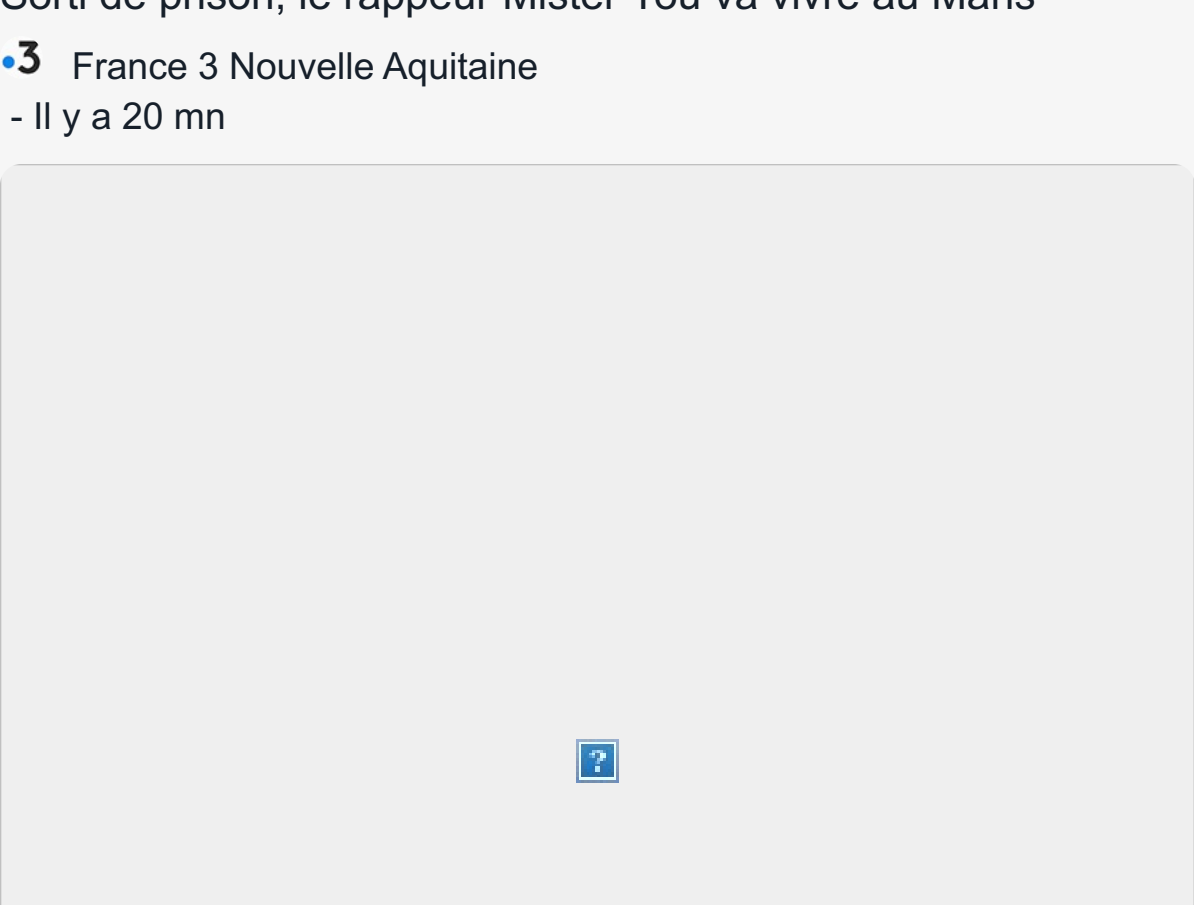 Sorti de prison, le rappeur Mister You va vivre au Mans
3 France 3 Nouvelle Aquitaine
- Il y a 20 mn
?